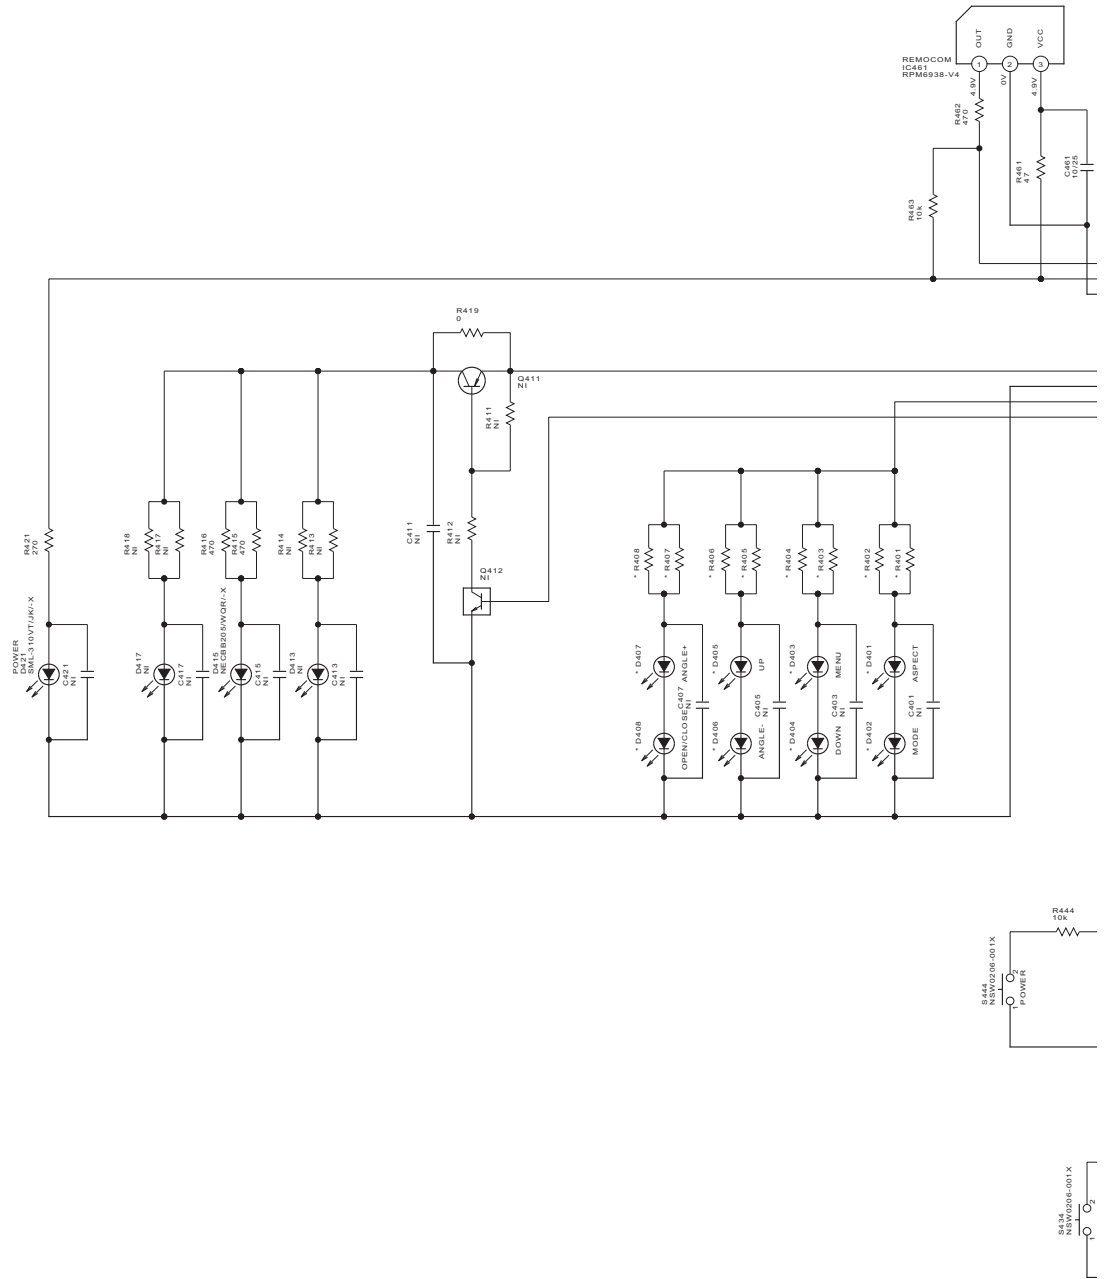 OUT
GND
VCC
REMOCOM
IC461
RPM6938-V4
1
2
3
4.9V
0V
4.9V
R462
470
R461
47
C461
10/25
R463
10k
R419
0
Q411
NI
R411
NI
R421
270
R418
NI
R417
NI
R416
470
R415
470
R414
NI
R413
NI
C411
NI
R412
NI
Q412
NI
* R408
* R407
* R406
* R405
* R404
* R403
* R402
* R401
POWER
D421
SML-310VT/JK/-X
C421
NI
D417
NI
C417
NI
D415
NECBB205/WQR/-X
C415
NI
D413
NI
C413
NI
* D407
ANGLE+
C407
NI
* D405
UP
C405
NI
* D403
MENU
C403
NI
* D401
ASPECT
C401
NI
* D408
OPEN/CLOSE
* D406
ANGLE-
* D404
DOWN
* D402
MODE
R444
10k
S444
NSW0206-001X
2
1
POWER
S434
NSW0206-001X
2
1